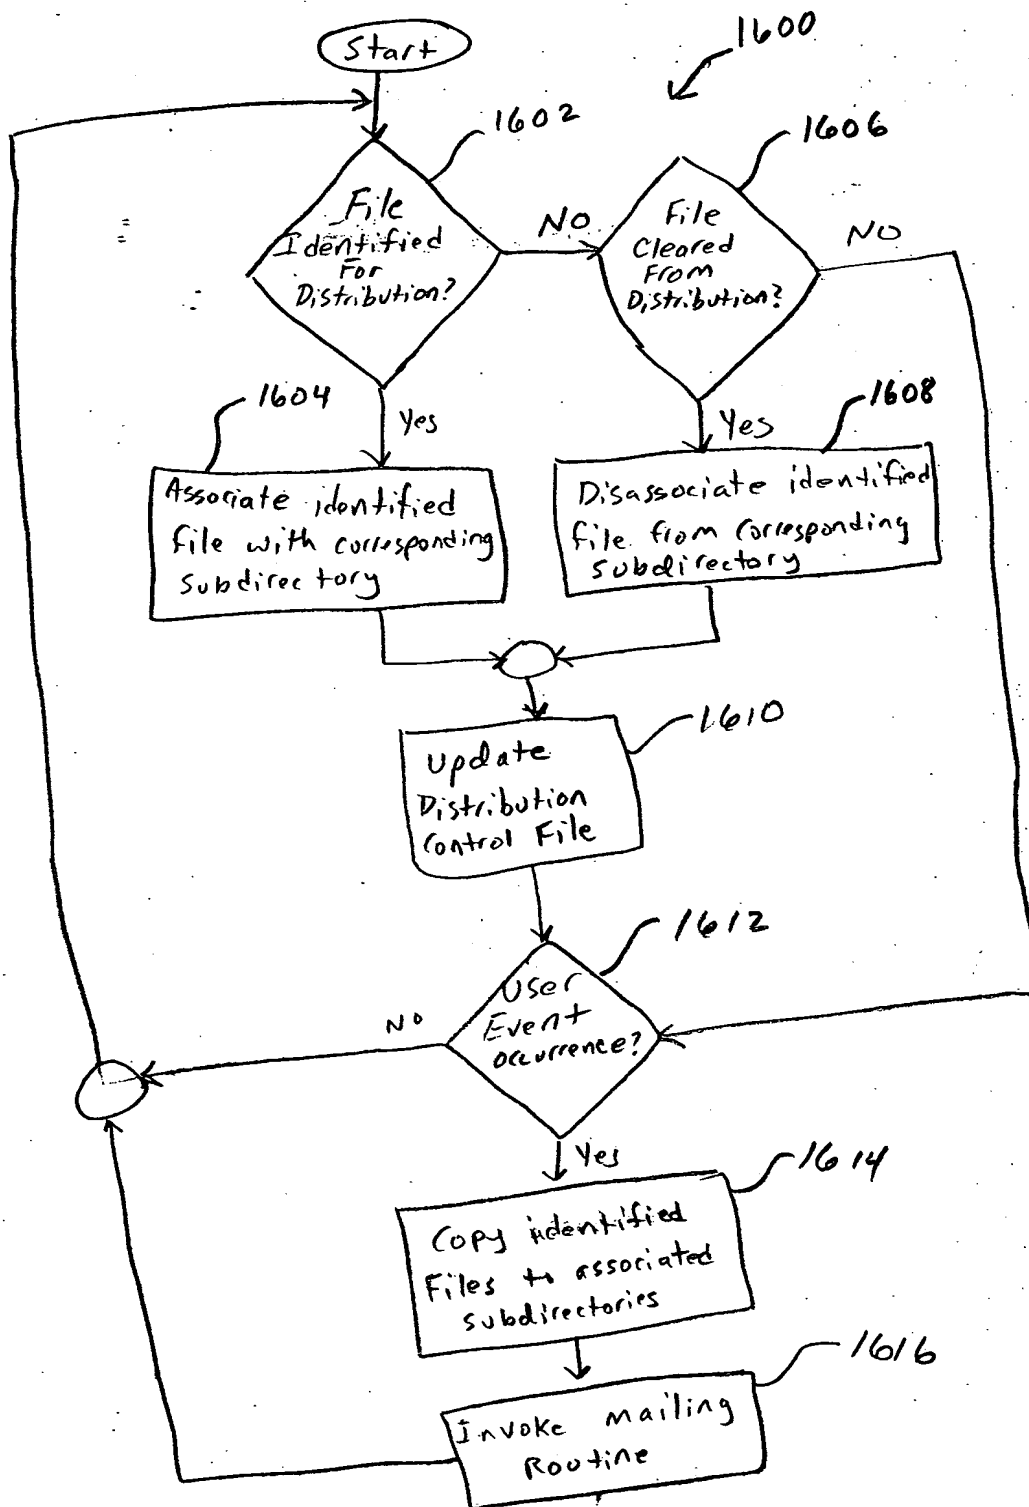 Start
1600
1602
File
Identified
For
Distribution?
NO
1606
File
Cleared
From
Distribution?
NO
1604
Yes
Associate identified
file with corresponding
Subdirectory
1608
Yes
Disassociate identified
file from corresponding
subdirectory
1610
Update
Distribution
Control File
1612
User
Event
occurrence?
NO
Yes
1614
Copy identified
Files to associated
subdirectories
1616
Invoke mailing
Routine